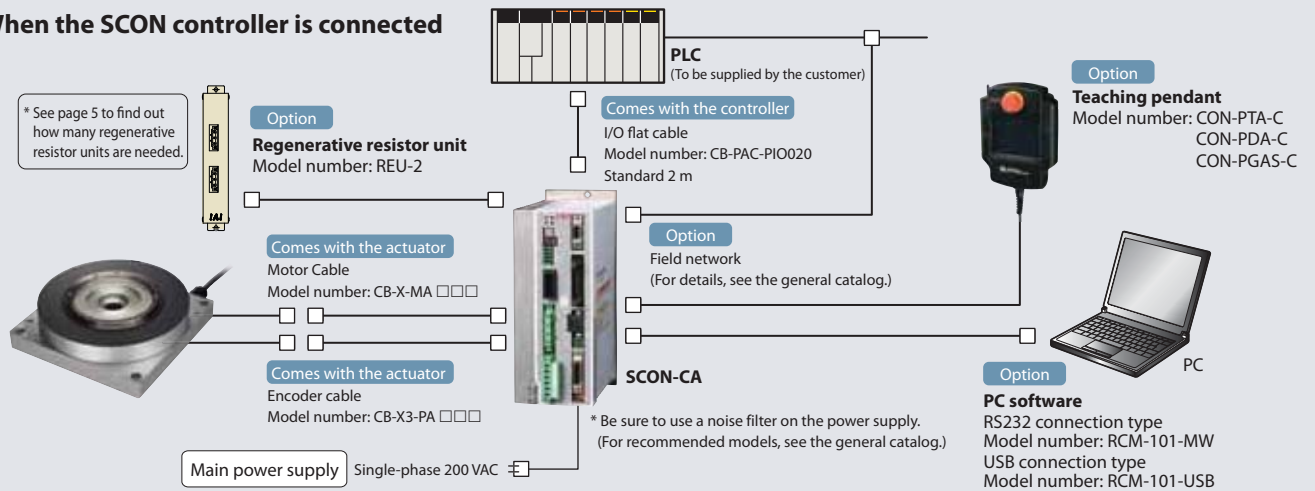 When the SCON controller is connected
PLC
(To be supplied by the customer)
* See page 5 to find out
how many regenerative
resistor units are needed.
Option
Regenerative resistor unit
Model number: REU-2
IAI
Comes with the controller
I/O flat cable
Model number: CB-PAC-PIO020
Standard 2 m
Option
Teaching pendant
Model number: CON-PTA-C
CON-PDA-C
CON-PGAS-C
Comes with the actuator
Motor Cable
Model number: CB-X-MA □□□
Option
Field network
(For details, see the general catalog.)
Comes with the actuator
Encoder cable
Model number: CB-X3-PA □□□
SCON-CA
* Be sure to use a noise filter on the power supply.
(For recommended models, see the general catalog.)
PC
Option
PC software
RS232 connection type
Model number: RCM-101-MW
USB connection type
Model number: RCM-101-USB
Main power supply
Single-phase 200 VAC